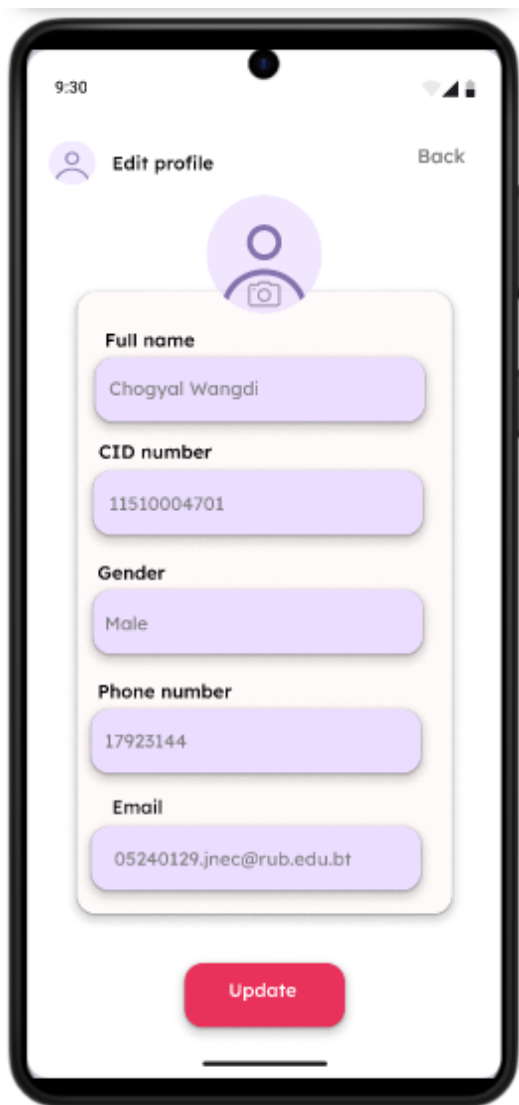 9:30
Edit profile
Back
Full name
Chogyal Wangdi
CID number
11510004701
Gender
Male
Phone number
17923144
Email
05240129.jnec@rub.edu.bt
Update